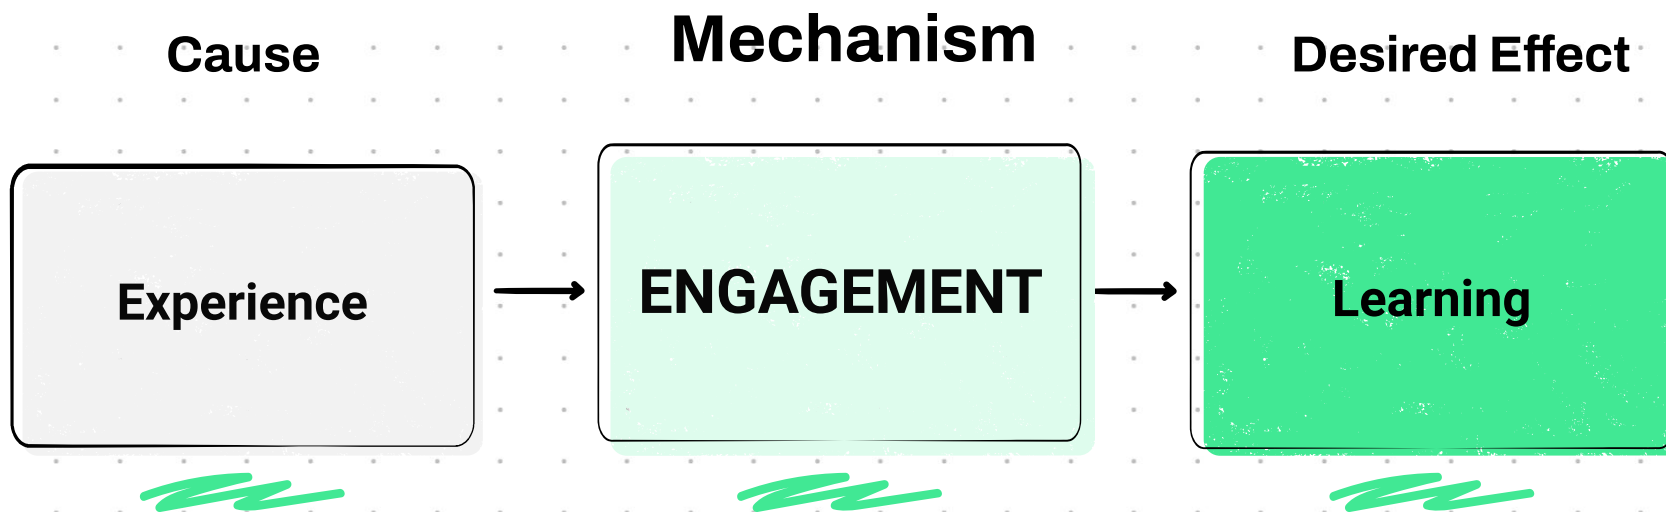 Cause
Mechanism
Desired Effect
Experience
ENGAGEMENT
Learning